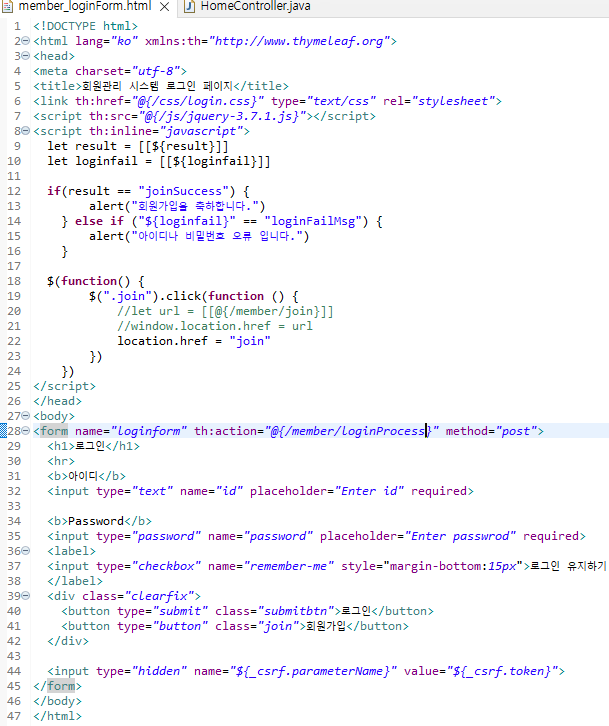 member_loginForm.html HomeController.java
1 <!DOCTYPE html>
2 <html lang="ko" xmlns:th="http://www.thymeleaf.org">
3 <head>
4 <meta charset="utf-8">
5 <title>회원관리 시스템 로그인 페이지</title>
6 <link th:href="@{/css/login.css}" type="text/css" rel="stylesheet">
7 <script th:src="@{/js/jquery-3.7.1.js}"></script>
8 <script th:inline="javascript">
9 let result = [[${result}]]
10 let loginfail = [[${loginfail}]]
11
12 if(result == "joinSuccess") {
13 alert("회원가입을 축하합니다.")
14 } else if ("${loginfail}" == "loginFailMsg") {
15 alert("아이디나 비밀번호 오류 입니다.")
16 }
17
18 $(function() {
19 $(".join").click(function () {
20 //let url = [[@{/member/join}]]
21 //window.location.href = url
22 location.href = "join"
23 })
24 })
25 </script>
26 </head>
27 <body>
28 <form name="loginform" th:action="@{/member/loginProcess}" method="post">
29 <h1>로그인</h1>
30 <hr>
31 <b>아이디</b>
32 <input type="text" name="id" placeholder="Enter id" required>
33
34 <b>Password</b>
35 <input type="password" name="password" placeholder="Enter passwrod" required>
36 <label>
37 <input type="checkbox" name="remember-me" style="margin-bottom:15px">로그인 유지하기
38 </label>
39 <div class="clearfix">
40 <button type="submit" class="submitbtn">로그인</button>
41 <button type="button" class="join">회원가입</button>
42 </div>
43
44 <input type="hidden" name="${_csrf.parameterName}" value="${_csrf.token}">
45 </form>
46 </body>
47 </html>